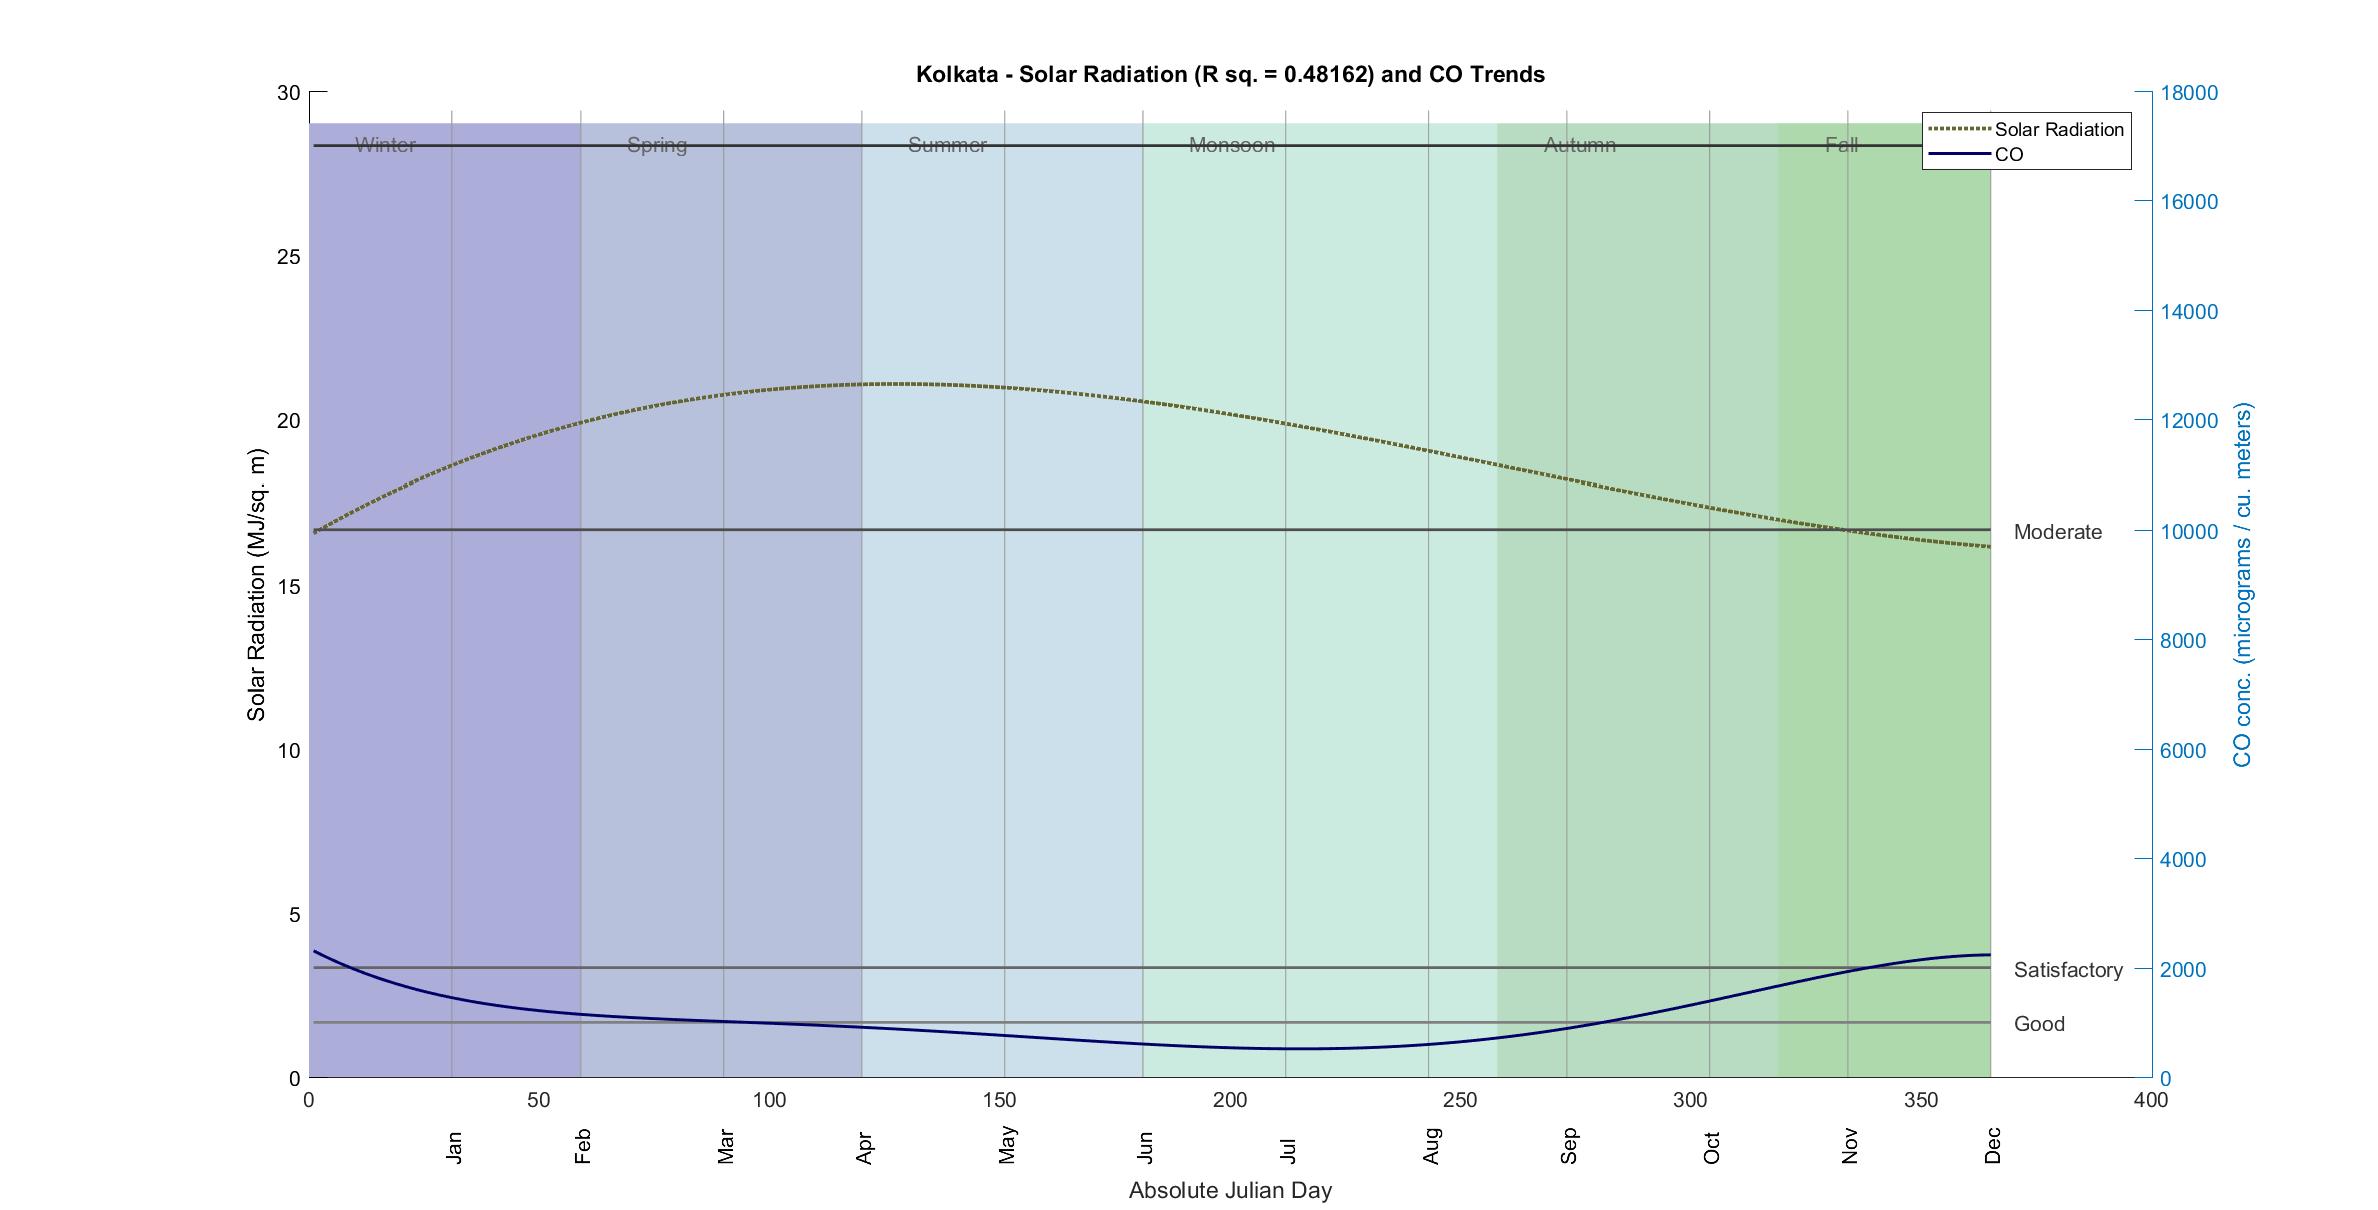 Kolkata - Solar Radiation (R sq. = 0.48162) and CO Trends
30
25
20
15
10
5
0
Solar Radiation (MJ/sq. m)
Winter
Spring
Summer
Monsoon
Autumn
Fall
Solar Radiation
CO
Moderate
Satisfactory
Good
18000
16000
14000
12000
10000
8000
6000
4000
2000
0
CO conc. (micrograms / cu. meters)
0 50 100 150 200 250 300 350 400
Jan Feb Mar Apr May Jun Jul Aug Sep Oct Nov Dec
Absolute Julian Day